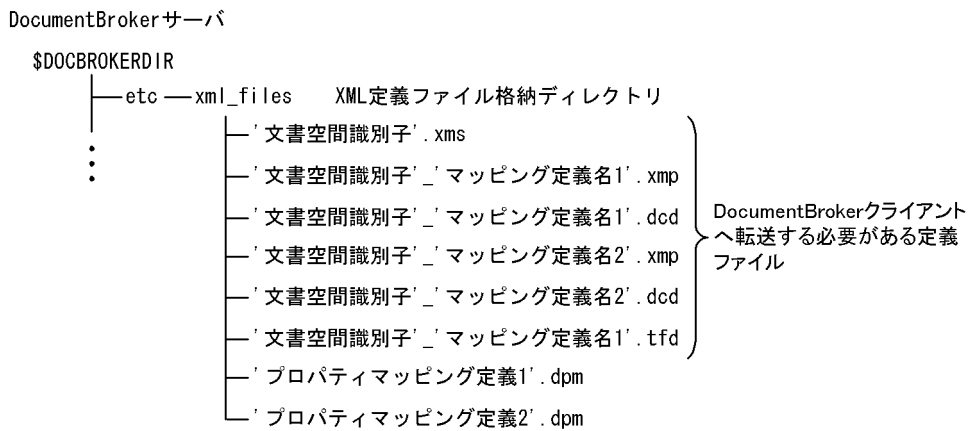 DocumentBrokerサーバ
$DOCBROKERDIR
etc xml_files XML定義ファイル格納ディレクトリ
'文書空間識別子'.xms
'文書空間識別子'_'マッピング定義名1'.xmp
'文書空間識別子'_'マッピング定義名1'.dcd
'文書空間識別子'_'マッピング定義名2'.xmp
'文書空間識別子'_'マッピング定義名2'.dcd
'文書空間識別子'_'マッピング定義名1'.tfd
'プロパティマッピング定義1'.dpm
'プロパティマッピング定義2'.dpm
DocumentBrokerクライアント
へ転送する必要がある定義
ファイル